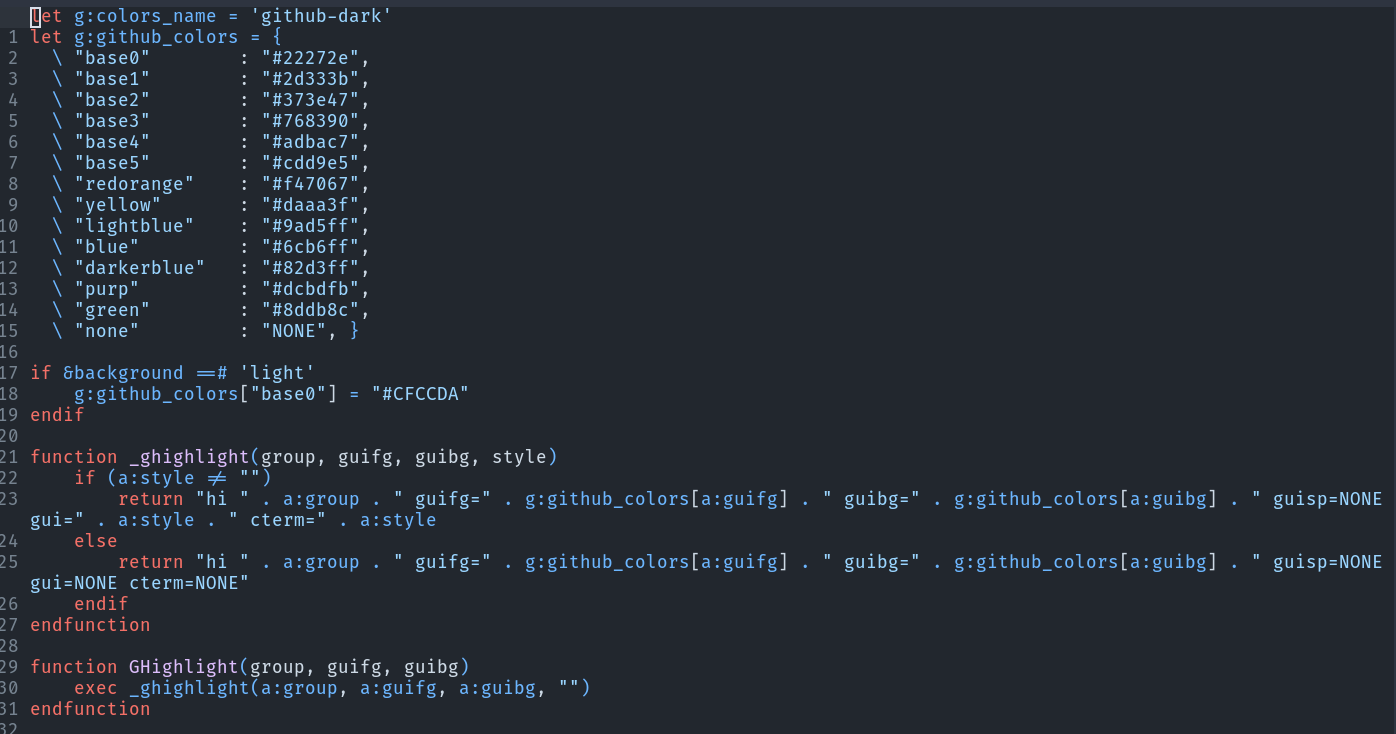 let g:colors_name = 'github-dark'
1 let g:github_colors = {
2   \ "base0"        : "#22272e",
3   \ "base1"        : "#2d333b",
4   \ "base2"        : "#373e47",
5   \ "base3"        : "#768390",
6   \ "base4"        : "#adbac7",
7   \ "base5"        : "#cdd9e5",
8   \ "redorange"    : "#f47067",
9   \ "yellow"       : "#daaa3f",
10   \ "lightblue"    : "#9ad5ff",
11   \ "blue"         : "#6cb6ff",
12   \ "darkerblue"   : "#82d3ff",
13   \ "purp"         : "#dcbdfb",
14   \ "green"        : "#8ddb8c",
15   \ "none"         : "NONE", }
16
17 if &background ==# 'light'
18     g:github_colors["base0"] = "#CFCCDA"
19 endif
20
21 function _ghighlight(group, guifg, guibg, style)
22     if (a:style != "")
23         return "hi " . a:group . " guifg=" . g:github_colors[a:guifg] . " guibg=" . g:github_colors[a:guibg] . " guisp=NONE
gui=" . a:style . " cterm=" . a:style
24     else
25         return "hi " . a:group . " guifg=" . g:github_colors[a:guifg] . " guibg=" . g:github_colors[a:guibg] . " guisp=NONE
gui=NONE cterm=NONE"
26     endif
27 endfunction
28
29 function GHighlight(group, guifg, guibg)
30     exec _ghighlight(a:group, a:guifg, a:guibg, "")
31 endfunction
32